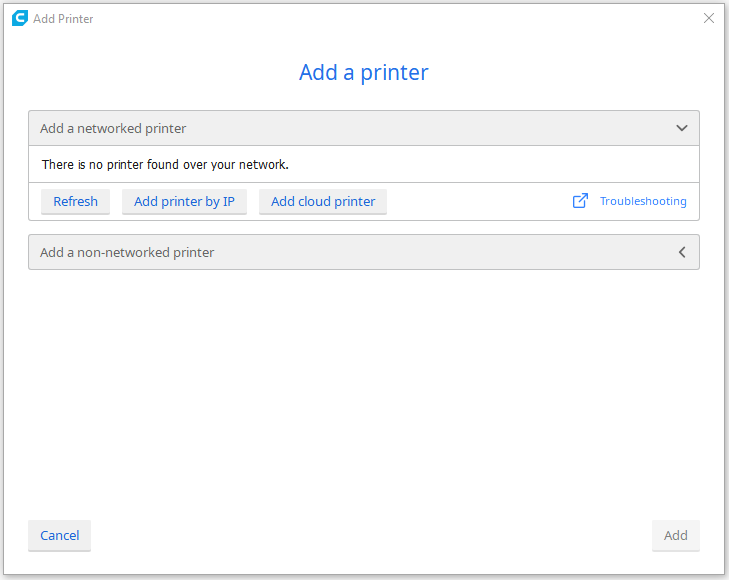 Add Printer
Add a printer
Add a networked printer
There is no printer found over your network.
Refresh Add printer by IP Add cloud printer Troubleshooting
Add a non-networked printer
Cancel Add